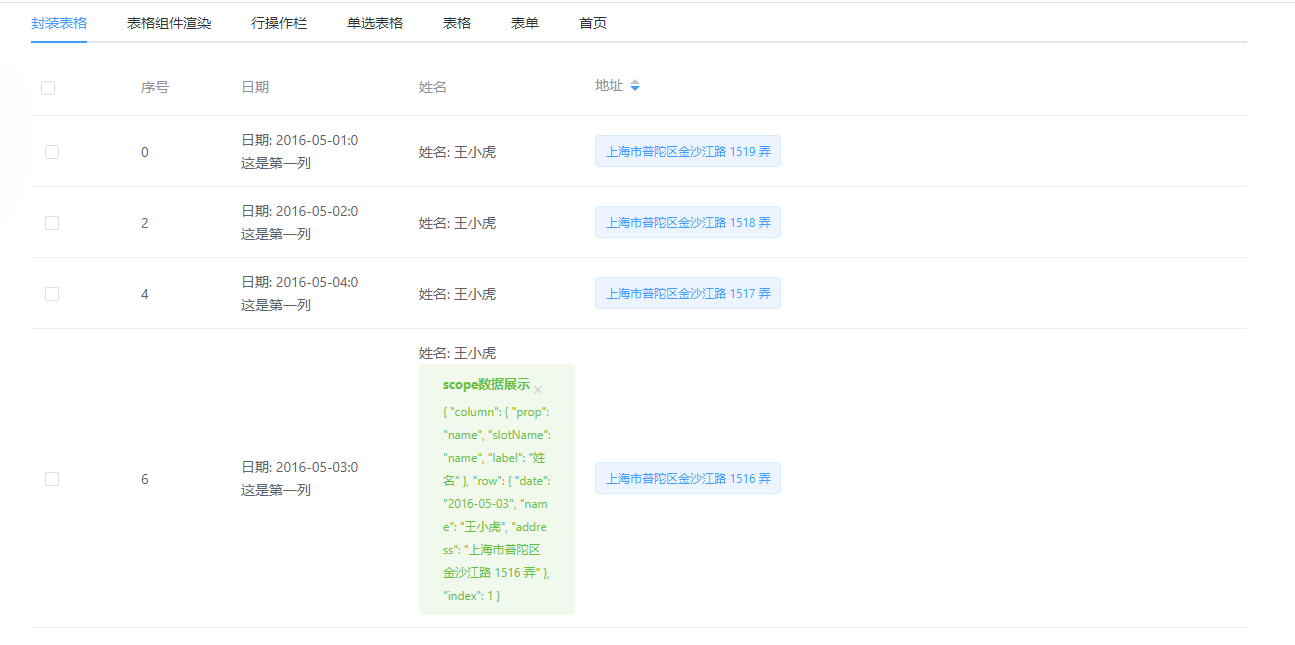 封装表格 表格组件渲染 行操作栏 单选表格 表格 表单 首页
序号 日期 姓名 地址
0 日期: 2016-05-01:0 这是第一列 姓名: 王小虎 上海市普陀区金沙江路 1519 弄
2 日期: 2016-05-02:0 这是第一列 姓名: 王小虎 上海市普陀区金沙江路 1518 弄
4 日期: 2016-05-04:0 这是第一列 姓名: 王小虎 上海市普陀区金沙江路 1517 弄
6
日期: 2016-05-03:0
这是第一列
姓名: 王小虎
scope数据展示
{ "column": { "prop":
"name", "slotName":
"name", "label": "姓
名" }, "row": { "date":
"2016-05-03", "nam
e": "王小虎", "addre
ss": "上海市普陀区
金沙江路 1516 弄" },
"index": 1 }
上海市普陀区金沙江路 1516 弄